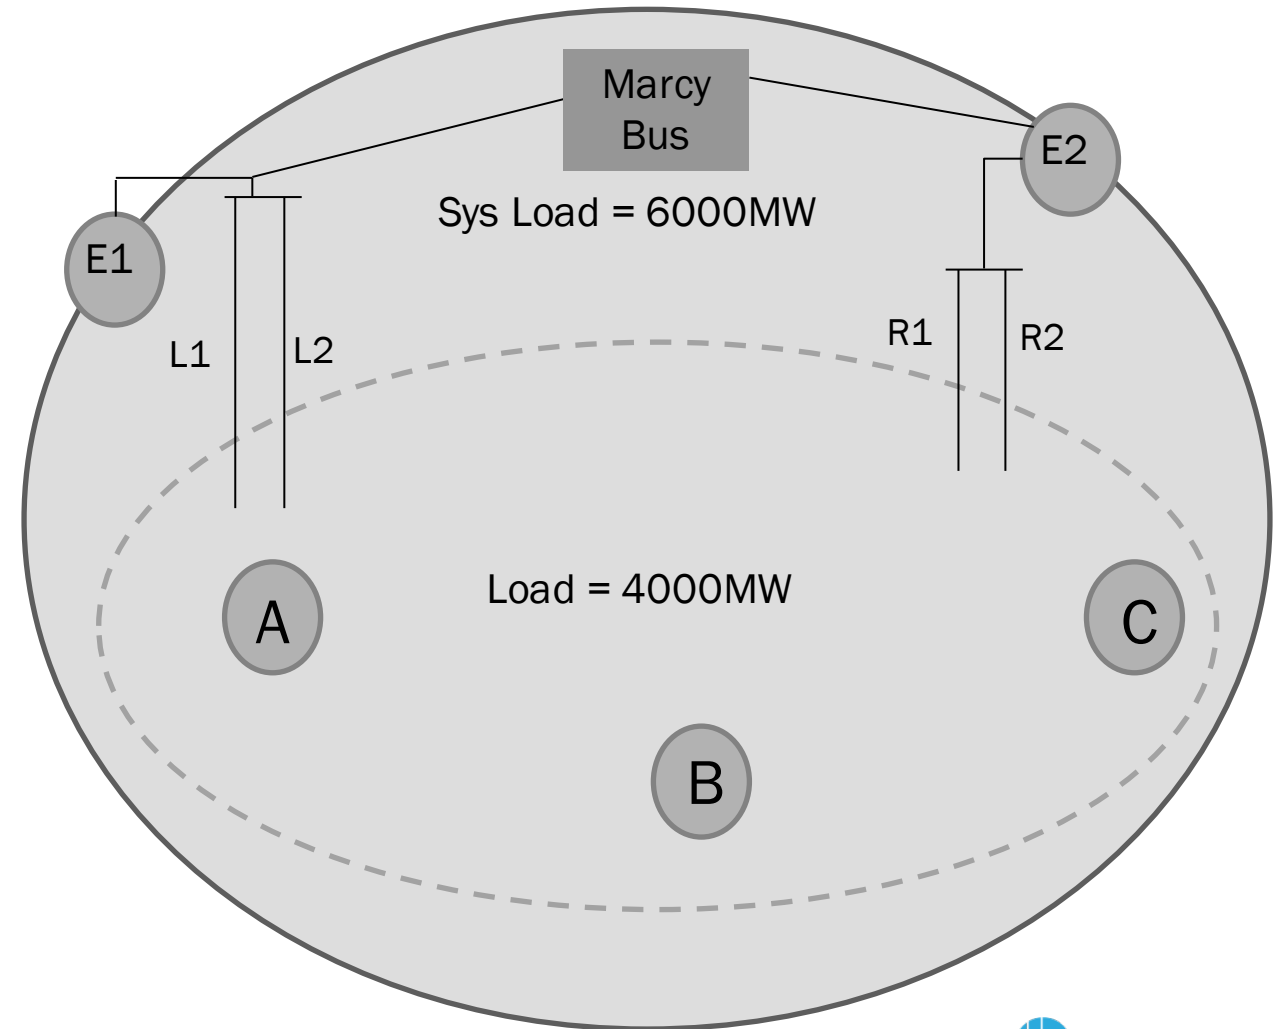 Marcy
Bus
E2
Sys Load = 6000MW
E1
L1
L2
R1
R2
Load = 4000MW
A
C
B